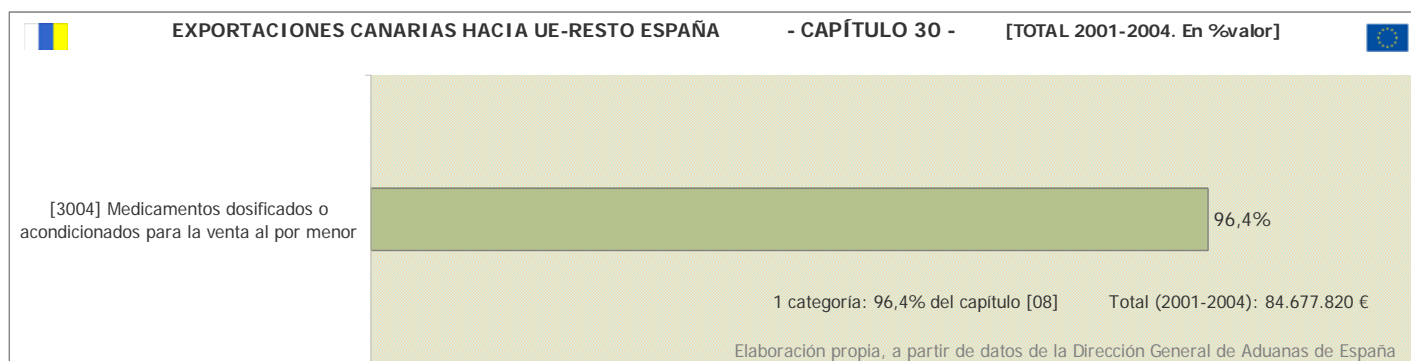 EXPORTACIONES CANARIAS HACIA UE-RESTO ESPAÑA - CAPÍTULO 30 - [TOTAL 2001-2004. En %valor]
[3004] Medicamentos dosificados o
acondicionados para la venta al por menor
96,4%
1 categoría: 96,4% del capítulo [08] Total (2001-2004): 84.677.820 €
Elaboración propia, a partir de datos de la Dirección General de Aduanas de España